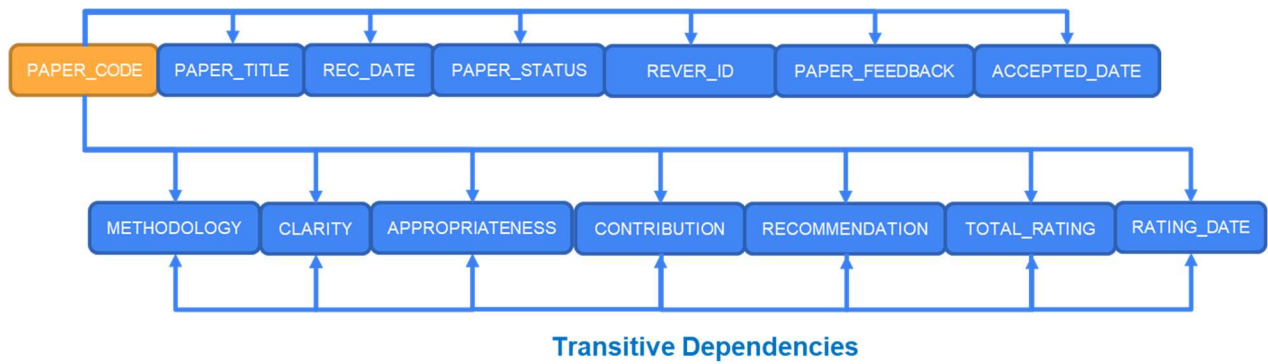 PAPER_CODE PAPER_TITLE REC_DATE PAPER_STATUS REVER_ID PAPER_FEEDBACK ACCEPTED_DATE
METHODOLOGY CLARITY APPROPRIATENESS CONTRIBUTION RECOMMENDATION TOTAL_RATING RATING_DATE
Transitive Dependencies